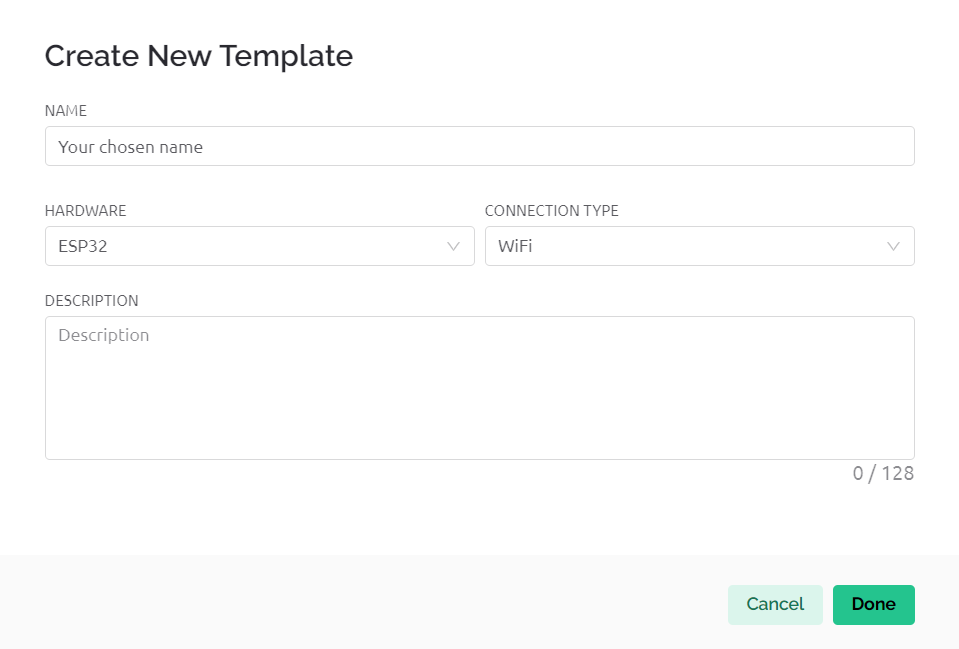 Create New Template
NAME
Your chosen name
HARDWARE
CONNECTION TYPE
ESP32
WiFi
DESCRIPTION
Description
0 / 128
Cancel
Done